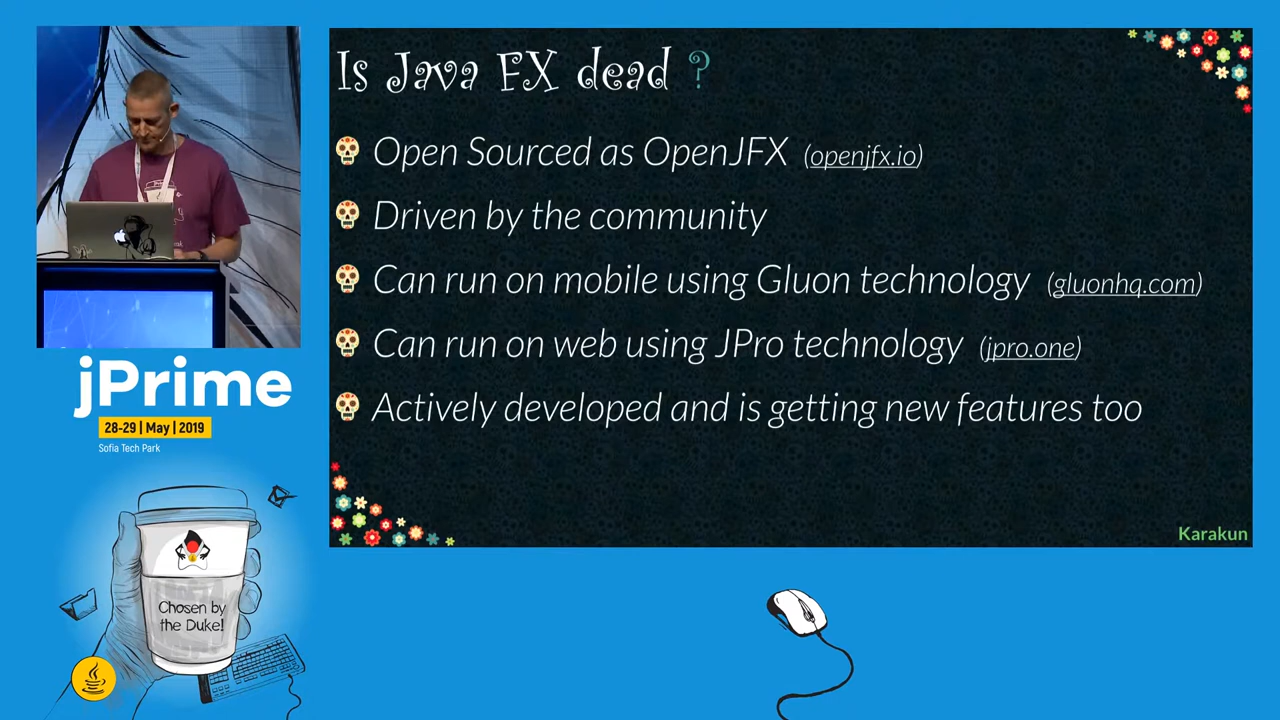 Is Java FX dead ?
Open Sourced as OpenJFX (openjfx.io)
Driven by the community
Can run on mobile using Gluon technology (gluonhq.com)
Can run on web using JPro technology (jpro.one)
Actively developed and is getting new features too
Karakun
jPrime
28-29 | May | 2019
Sofia Tech Park
Chosen by
the Duke!